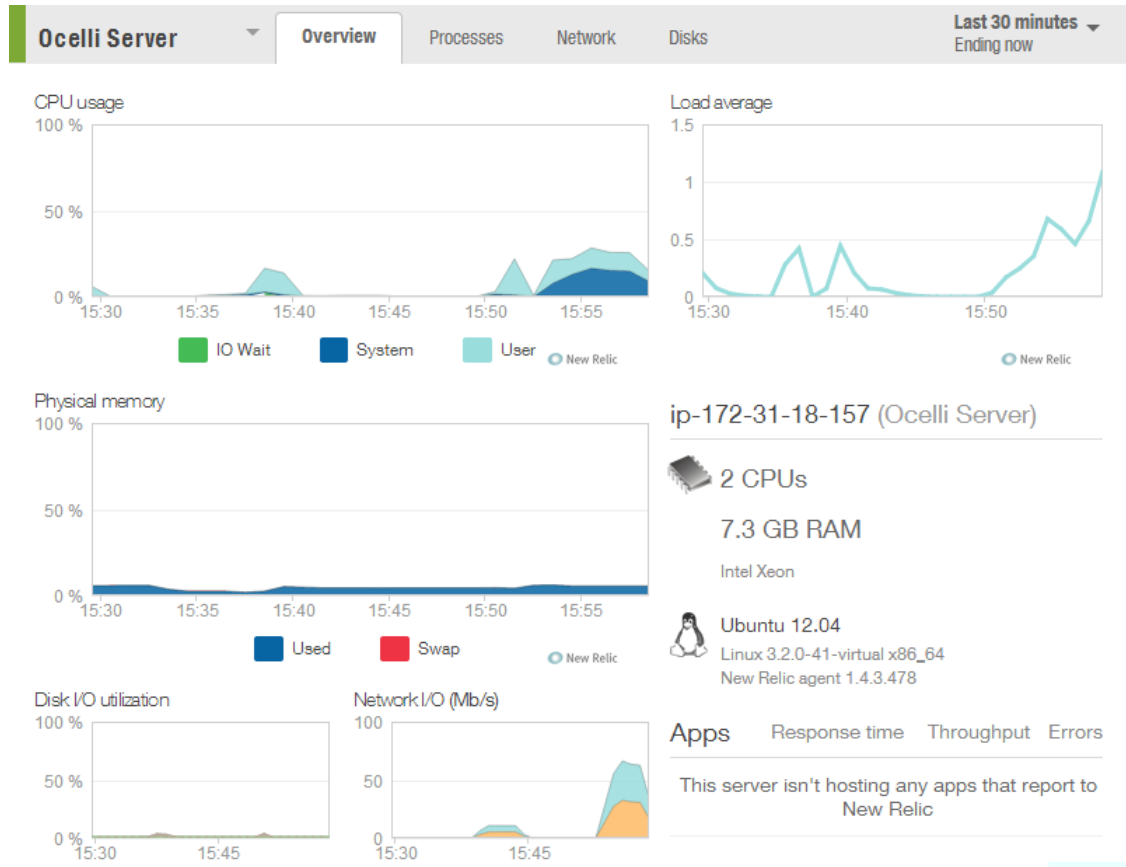 Ocelli Server
Overview
Processes
Network
Disks
Last 30 minutes
Ending now
CPU usage
100 %
50 %
0 %
15:30 15:35 15:40 15:45 15:50 15:55
IO Wait System User
New Relic
Load average
1.5
1
0.5
0
15:30 15:40 15:50
New Relic
Physical memory
100 %
50 %
0 %
15:30 15:35 15:40 15:45 15:50 15:55
Used Swap
New Relic
ip-172-31-18-157 (Ocelli Server)
2 CPUs
7.3 GB RAM
Intel Xeon
Ubuntu 12.04
Linux 3.2.0-41-virtual x86_64
New Relic agent 1.4.3.478
Disk I/O utilization
100 %
50 %
0 %
15:30 15:45
Network I/O (Mb/s)
100
50
0
15:30 15:45
Apps Response time Throughput Errors
This server isn't hosting any apps that report to
New Relic